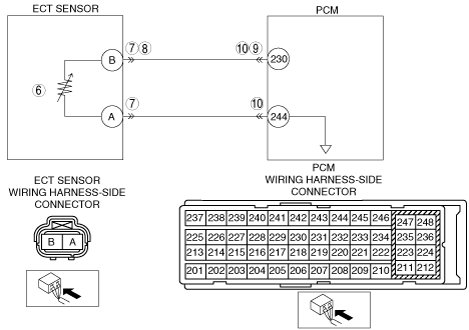 ECT SENSOR
PCM
B
⑦ ⑧
⑩ ⑨
230
⑥
A
⑦
⑩
244
ECT SENSOR
WIRING HARNESS-SIDE
CONNECTOR
B A
PCM
WIRING HARNESS-SIDE
CONNECTOR
237 238 239 240 241 242 243 244 245 246 247 248
225 226 227 228 229 230 231 233 232 234 235 236
213 214 215 216 217 218 219 220 221 222 223 224
201 202 203 204 205 206 207 208 209 210 211 212